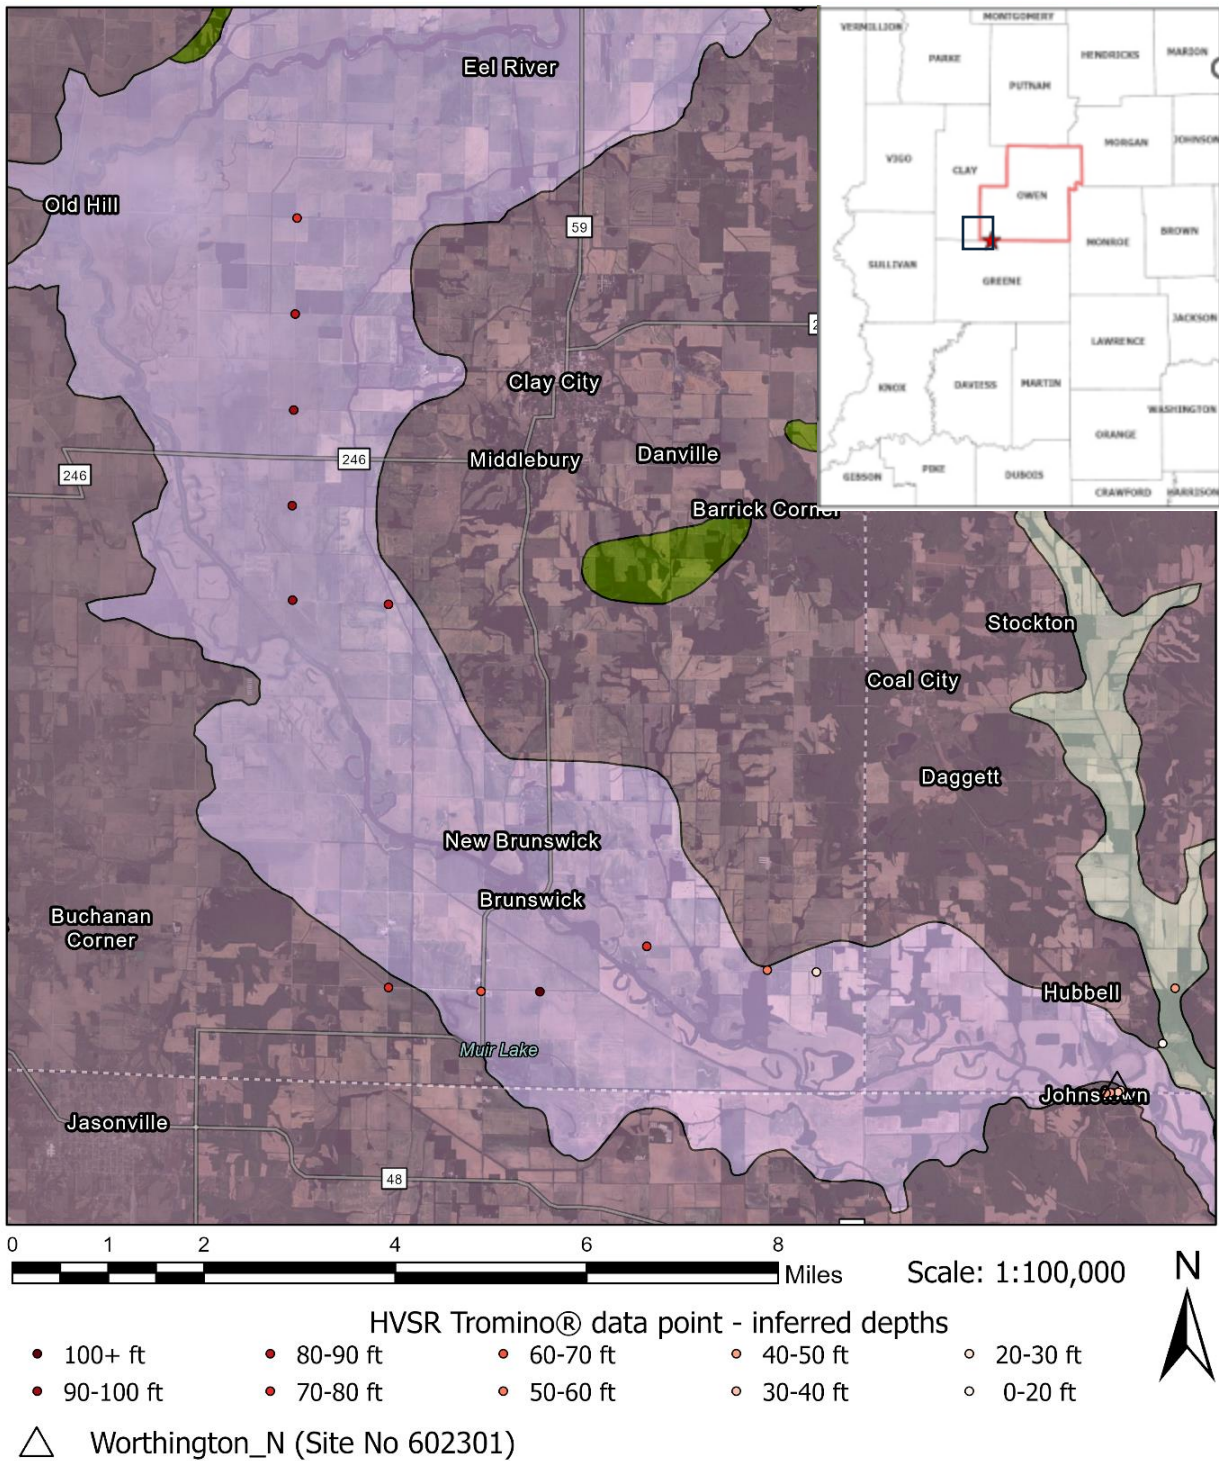 Eel River
Old Hill
59
2
Clay City
246
246
Middlebury
Danville
Barrick Corner
Stockton
Coal City
Daggett
New Brunswick
Brunswick
Buchanan
Corner
Hubbell
Muir Lake
Johnstown
Jasonville
48
MONTGOMERY
VERMILLION
PARKE
HENDRICKS
MARION
PUTNAM
VIGO
CLAY
MORGAN
JOHNSON
OWEN
SULLIVAN
MONROE
BROWN
GREENE
JACKSON
LAWRENCE
KNOX
DAVIESS
MARTIN
WASHINGTON
ORANGE
GIBSON
PIKE
DUBOIS
CRAWFORD
HARRISON
0 1 2 4 6 8
Miles
Scale: 1:100,000
N
HVSR Tromino® data point - inferred depths
100+ ft 80-90 ft 60-70 ft 40-50 ft 20-30 ft
90-100 ft 70-80 ft 50-60 ft 30-40 ft 0-20 ft
Worthington_N (Site No 602301)